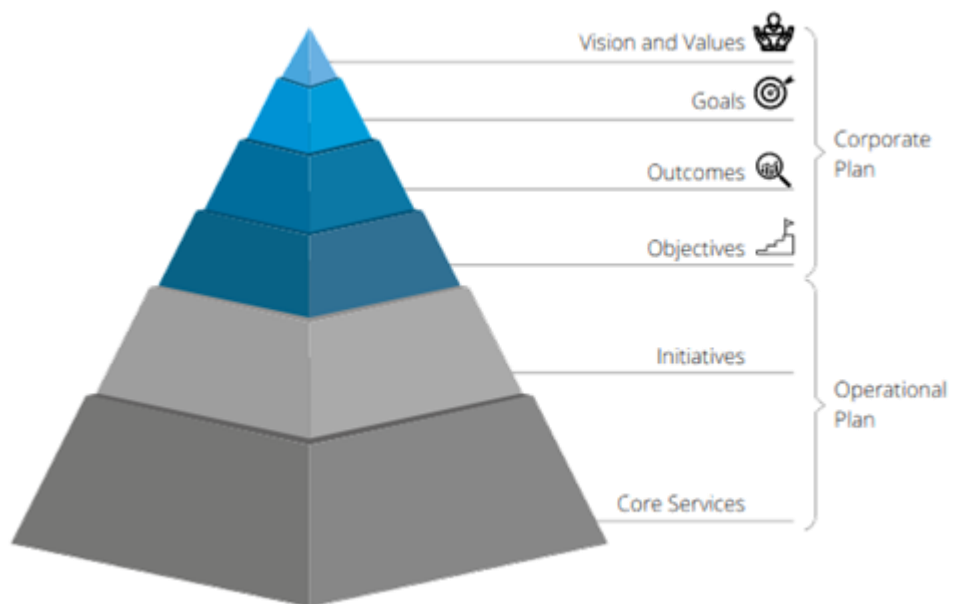 Vision and Values
Goals
Corporate
Plan
Outcomes
Objectives
Initiatives
Operational
Plan
Core Services